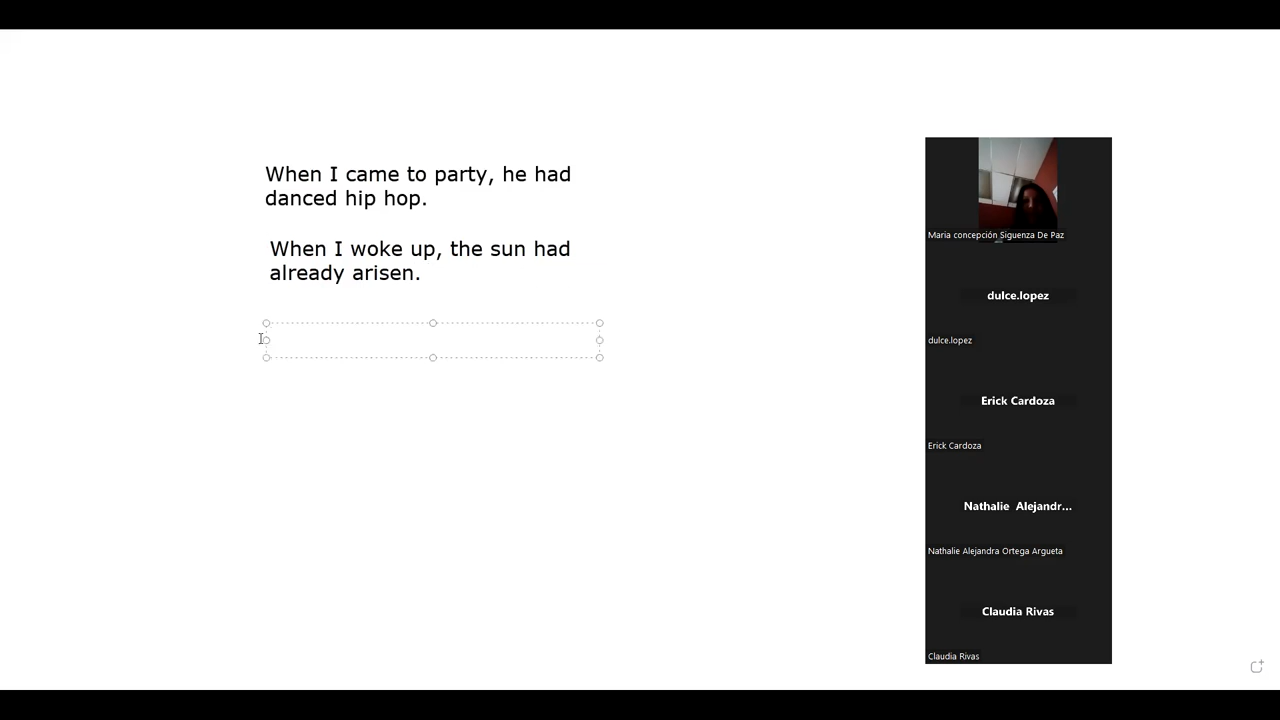 When I came to party, he had
danced hip hop.
When I woke up, the sun had
already arisen.
Maria concepción Siguenza De Paz
dulce.lopez
dulce.lopez
Erick Cardoza
Erick Cardoza
Nathalie Alejandr...
Nathalie Alejandra Ortega Argueta
Claudia Rivas
Claudia Rivas